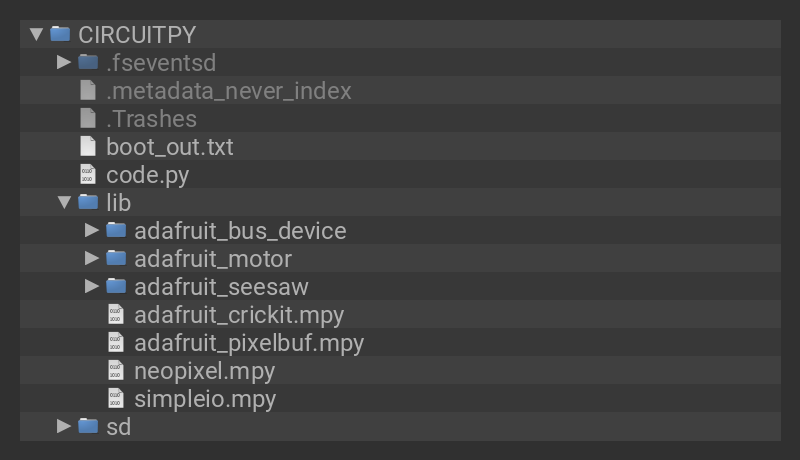 CIRCUITPY
.fseventsd
.metadata_never_index
.Trashes
boot_out.txt
code.py
lib
adafruit_bus_device
adafruit_motor
adafruit_seesaw
adafruit_crickit.mpy
adafruit_pixelbuf.mpy
neopixel.mpy
simpleio.mpy
sd